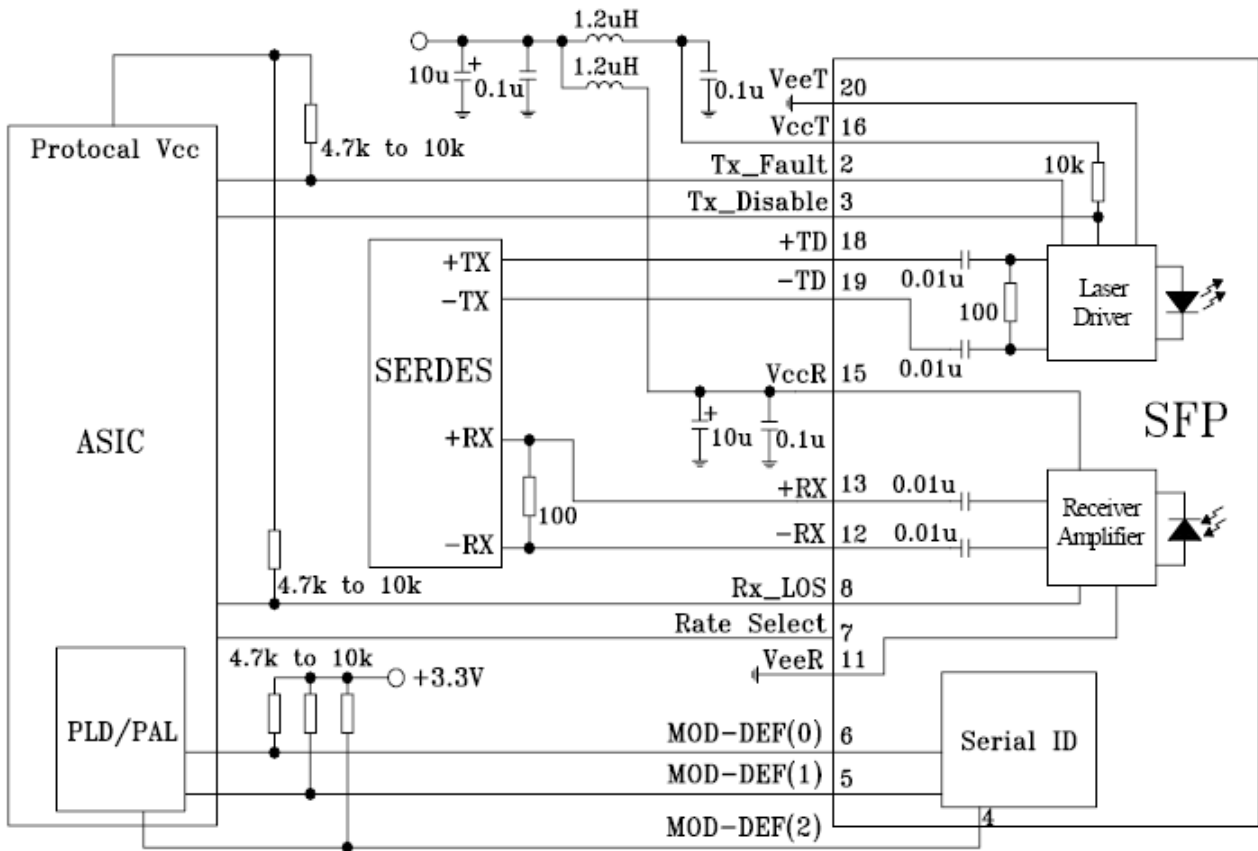 1.2uH
10u
+
0.1u
1.2uH
0.1u
VeeT 20
VccT 16
Protocal Vcc
4.7k to 10k
Tx_Fault 2
10k
Tx_Disable 3
+TD 18
-TD 19
+TX
-TX
0.01u
100
0.01u
Laser
Driver
SERDES
VccR 15
+
10u
0.1u
SFP
ASIC
+RX
100
-RX
+RX 13
0.01u
-RX 12
0.01u
Receiver
Amplifier
4.7k to 10k
Rx_LOS 8
Rate Select 7
VeeR 11
4.7k to 10k
+3.3V
PLD/PAL
MOD-DEF(0) 6
MOD-DEF(1) 5
MOD-DEF(2) 4
Serial ID